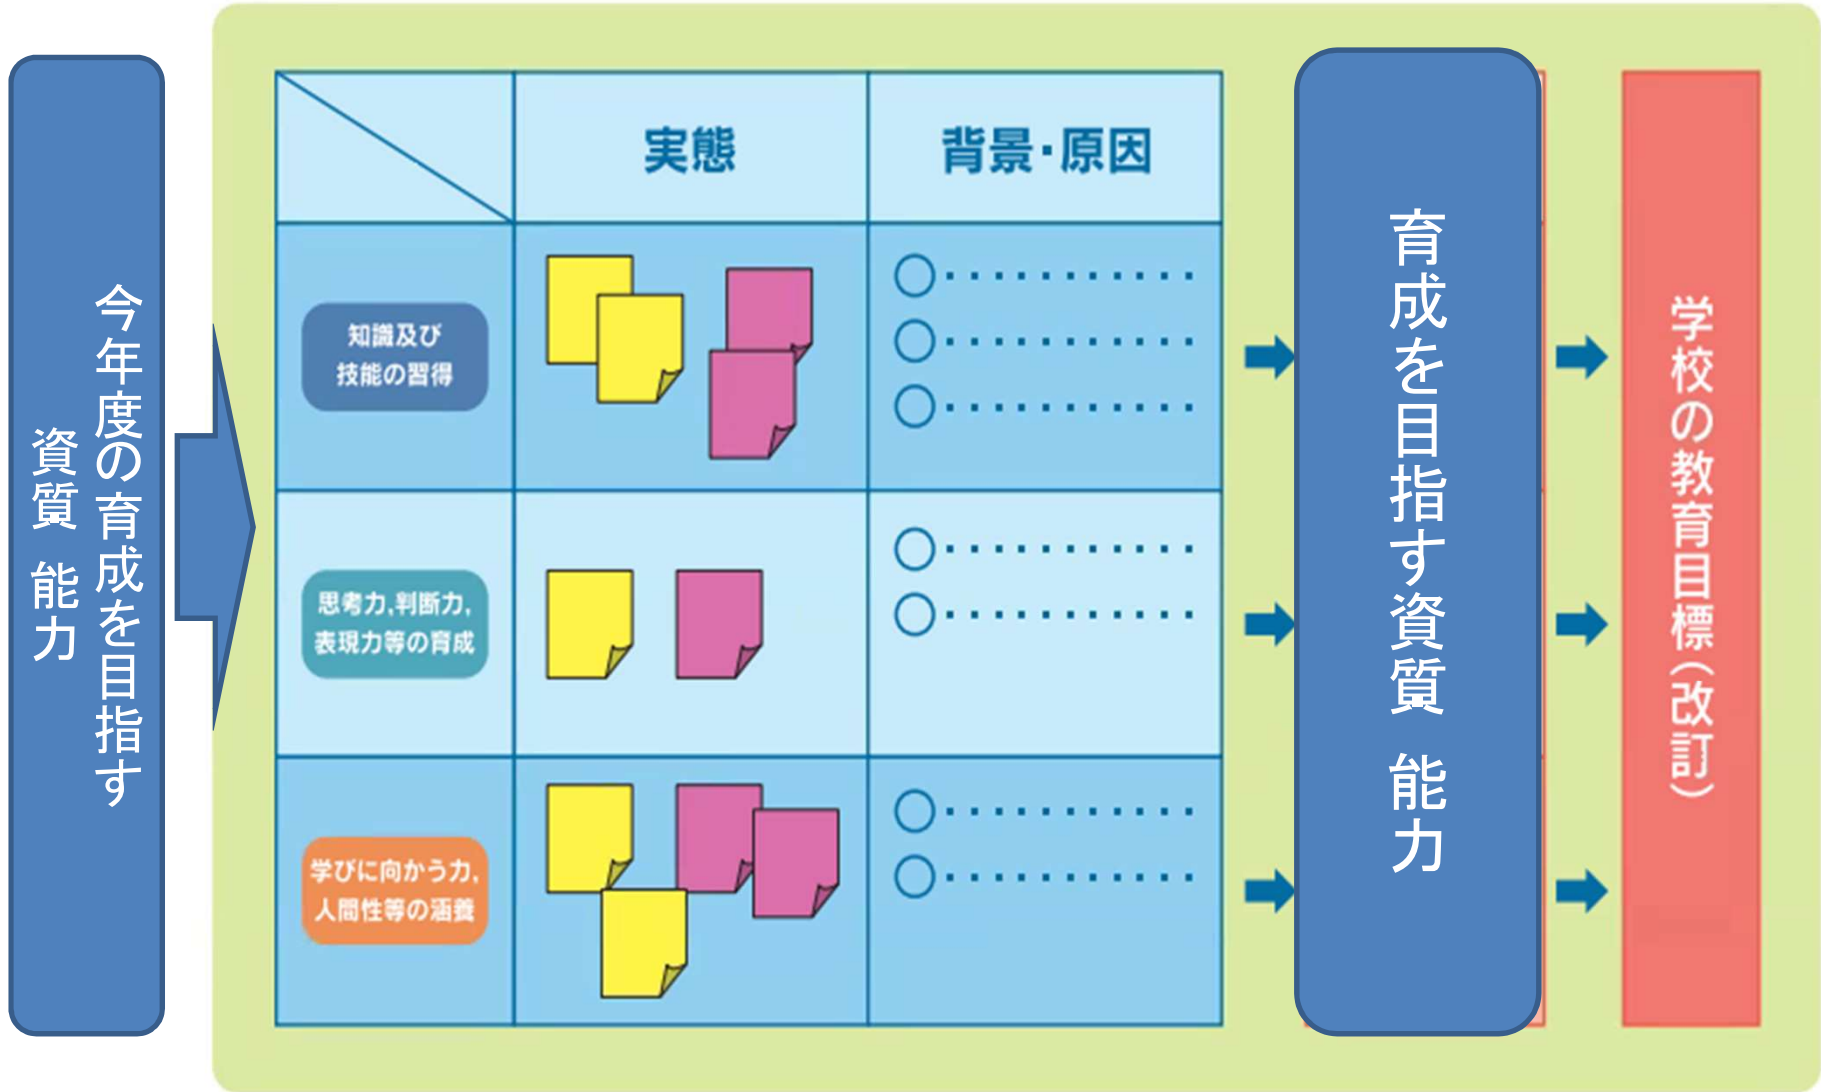 今年度の育成を目指す
資質 能力
実態
背景・原因
知識及び
技能の習得
思考力,判断力,
表現力等の育成
学びに向かう力,
人間性等の涵養
育成を目指す資質 能力
学校の教育目標(改訂)